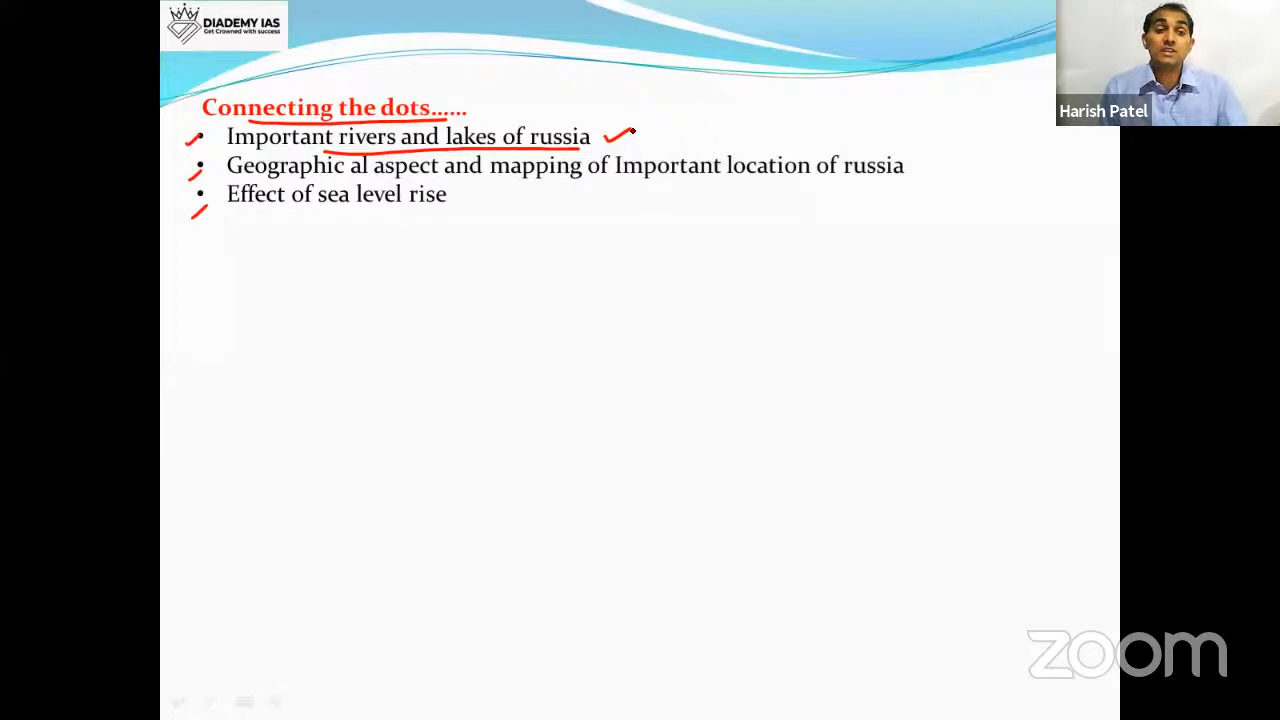 DIADEMY IAS
Get Crowned with success
Harish Patel
Connecting the dots......
• Important rivers and lakes of russia
• Geographic al aspect and mapping of Important location of russia
• Effect of sea level rise
zoom